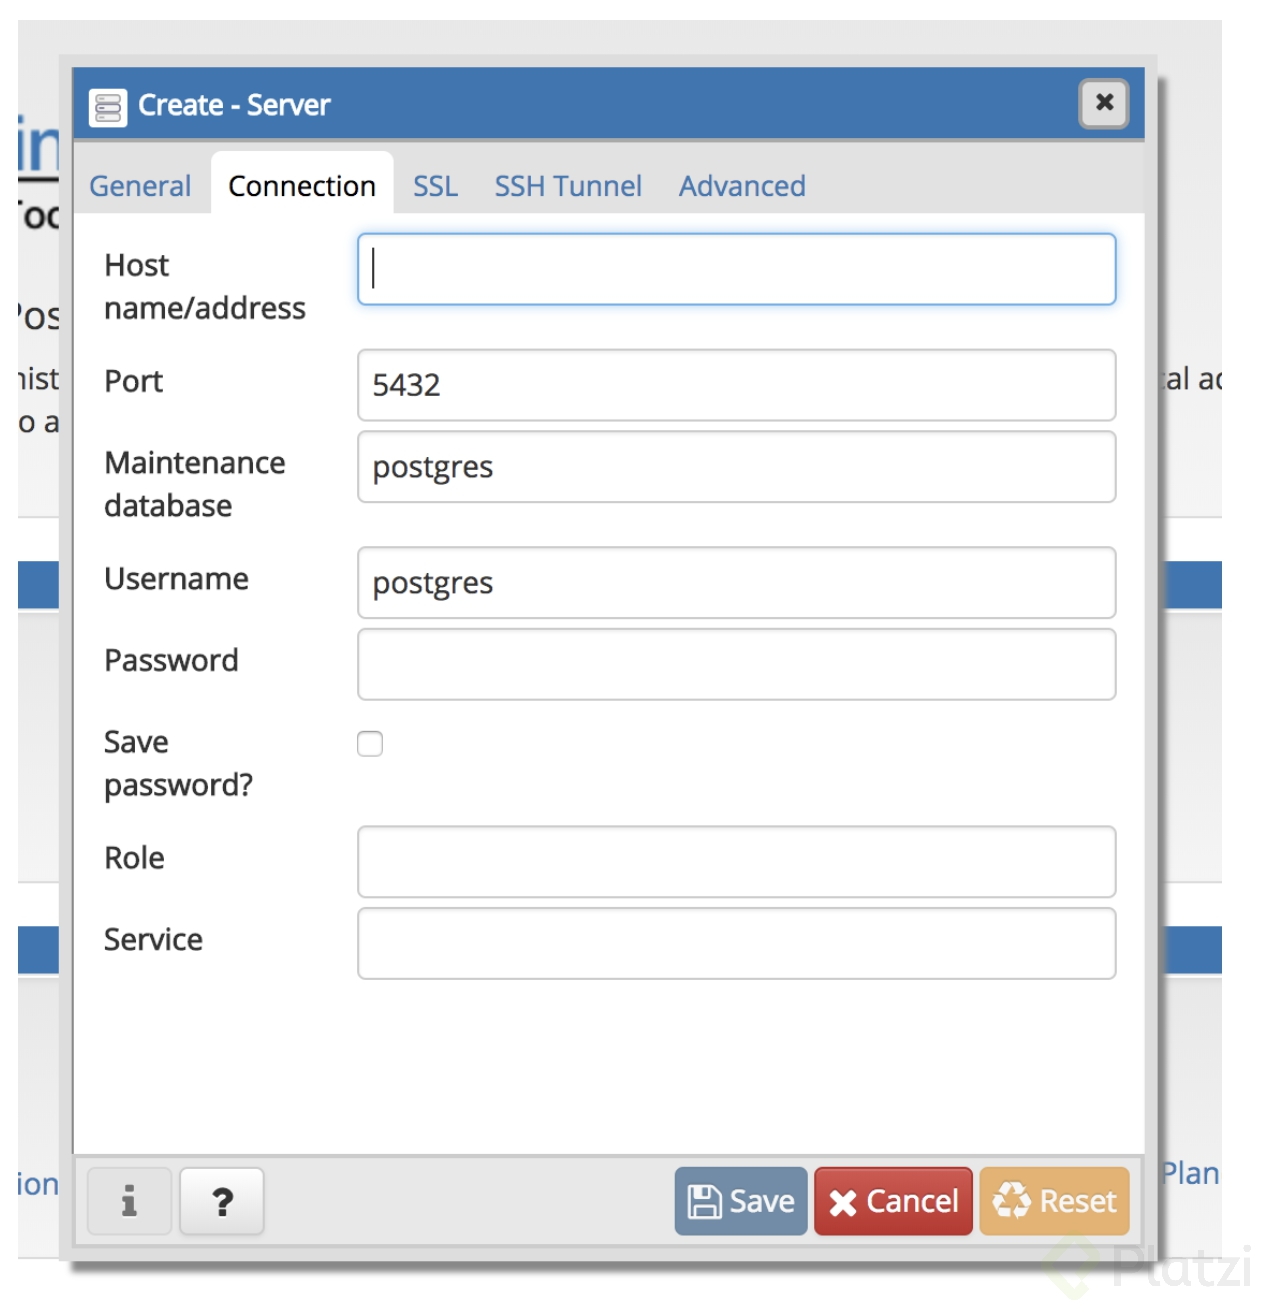 Create - Server
General Connection SSL SSH Tunnel Advanced
Host
name/address
Port 5432
Maintenance
database
postgres
Username postgres
Password
Save
password?
Role
Service
i ? Save Cancel Reset
Plan
Platzi